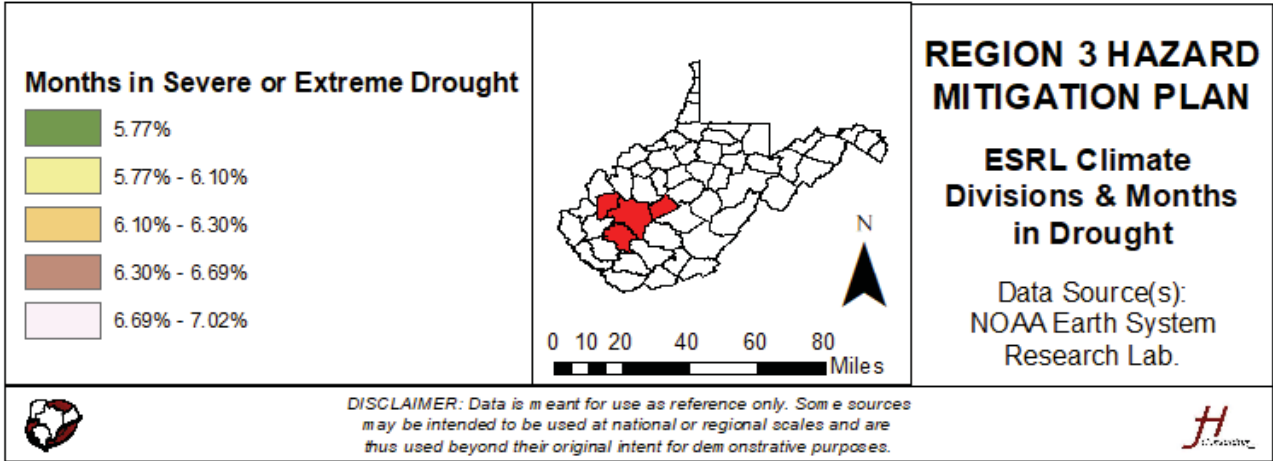 Months in Severe or Extreme Drought
5.77%
5.77% - 6.10%
6.10% - 6.30%
6.30% - 6.69%
6.69% - 7.02%
N
0 10 20 40 60 80
Miles
REGION 3 HAZARD
MITIGATION PLAN
ESRL Climate
Divisions & Months
in Drought
Data Source(s):
NOAA Earth System
Research Lab.
DISCLAIMER: Data is meant for use as reference only. Some sources
may be intended to be used at national or regional scales and are
thus used beyond their original intent for demonstrative purposes.